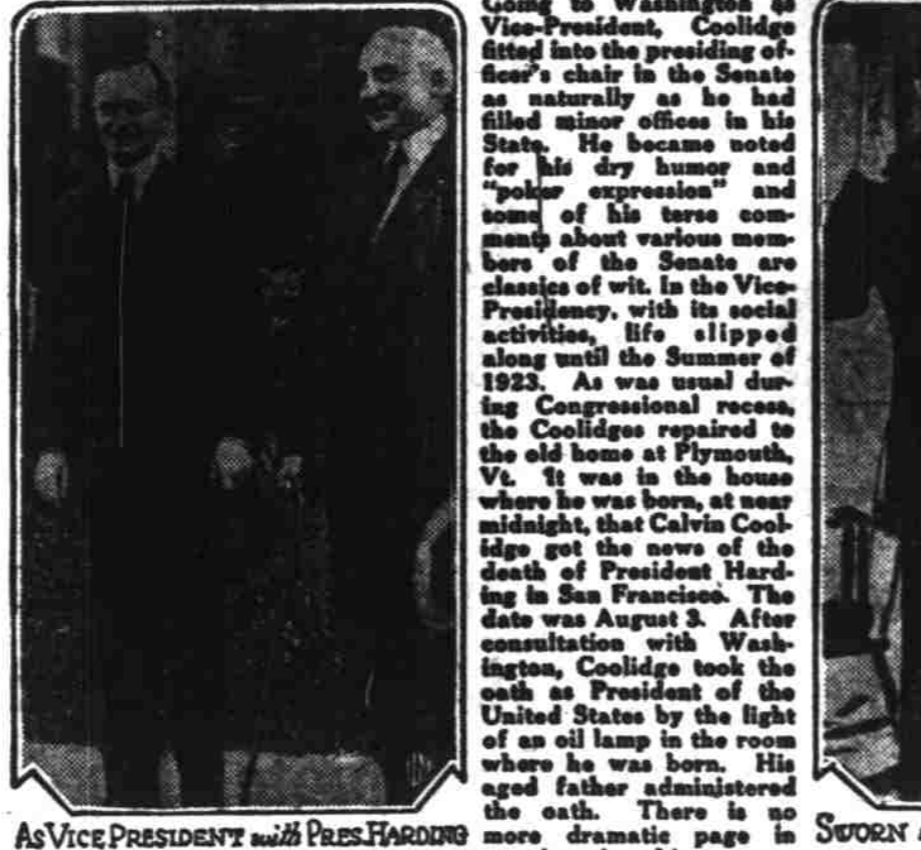 Going to Washington as
Vice-President, Coolidge
fitted into the presiding of-
ficer's chair in the Senate
as naturally as he had
filled minor offices in his
State. He became noted
for his dry humor and
"poker expression" and
some of his terse com-
ments about various mem-
bers of the Senate are
classics of wit. In the Vice-
Presidency, with its social
activities, life slipped
along until the Summer of
1923. As was usual dur-
ing Congressional recess,
the Coolidges repaired to
the old home at Plymouth,
Vt. It was in the house
where he was born, at near
midnight, that Calvin Cool-
idge got the news of the
death of President Hard-
ing in San Francisco. The
date was August 3. After
consultation with Wash-
ington, Coolidge took the
oath as President of the
United States by the light
of an oil lamp in the room
where he was born. His
aged father administered
the oath. There is no
more dramatic page in
AS VICE PRESIDENT with PRES. HARDING
SWORN